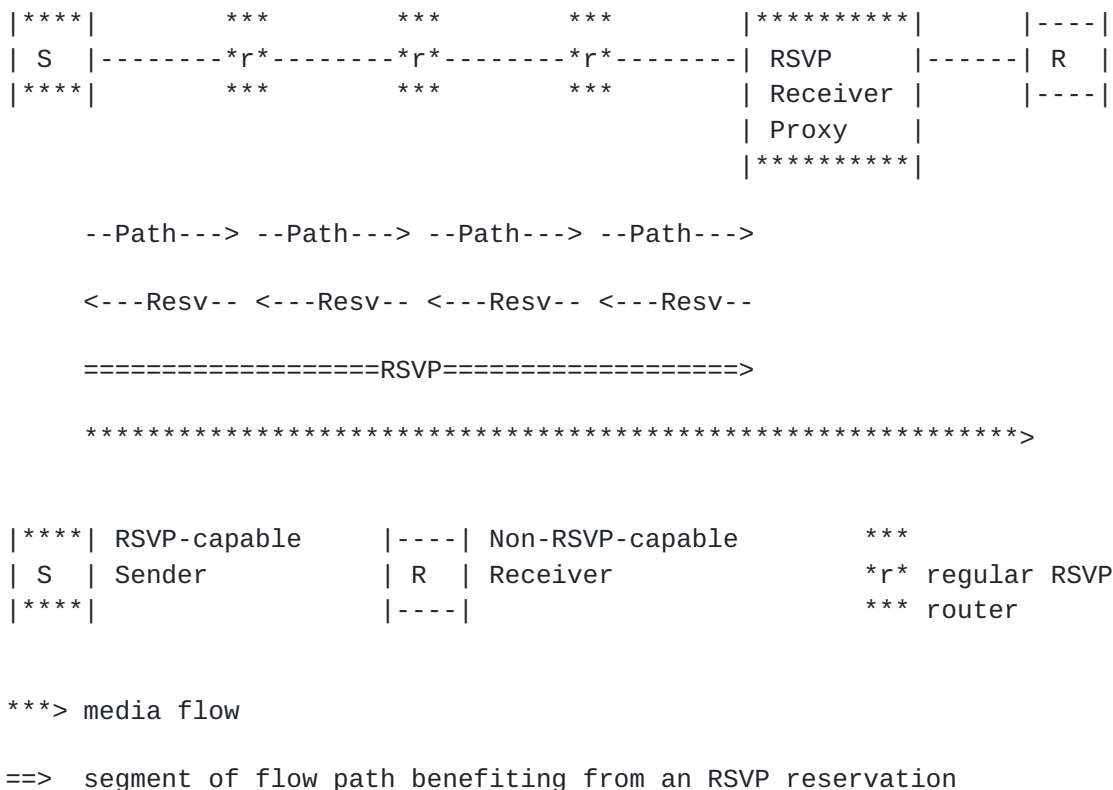 |****|          ***        ***        ***       |**********|       |----|
| S  |--------*r*--------*r*--------*r*--------| RSVP     |------| R  |
|****|          ***        ***        ***       | Receiver |       |----|
                                                | Proxy    |
                                                |**********|
     --Path---> --Path---> --Path---> --Path--->
     <---Resv-- <---Resv-- <---Resv-- <---Resv--
     ===================RSVP===================>
     ************************************************************>
|****| RSVP-capable     |----| Non-RSVP-capable        ***
| S  | Sender           | R  | Receiver               *r* regular RSVP
|****|                  |----|                         *** router
***> media flow
==>  segment of flow path benefiting from an RSVP reservation